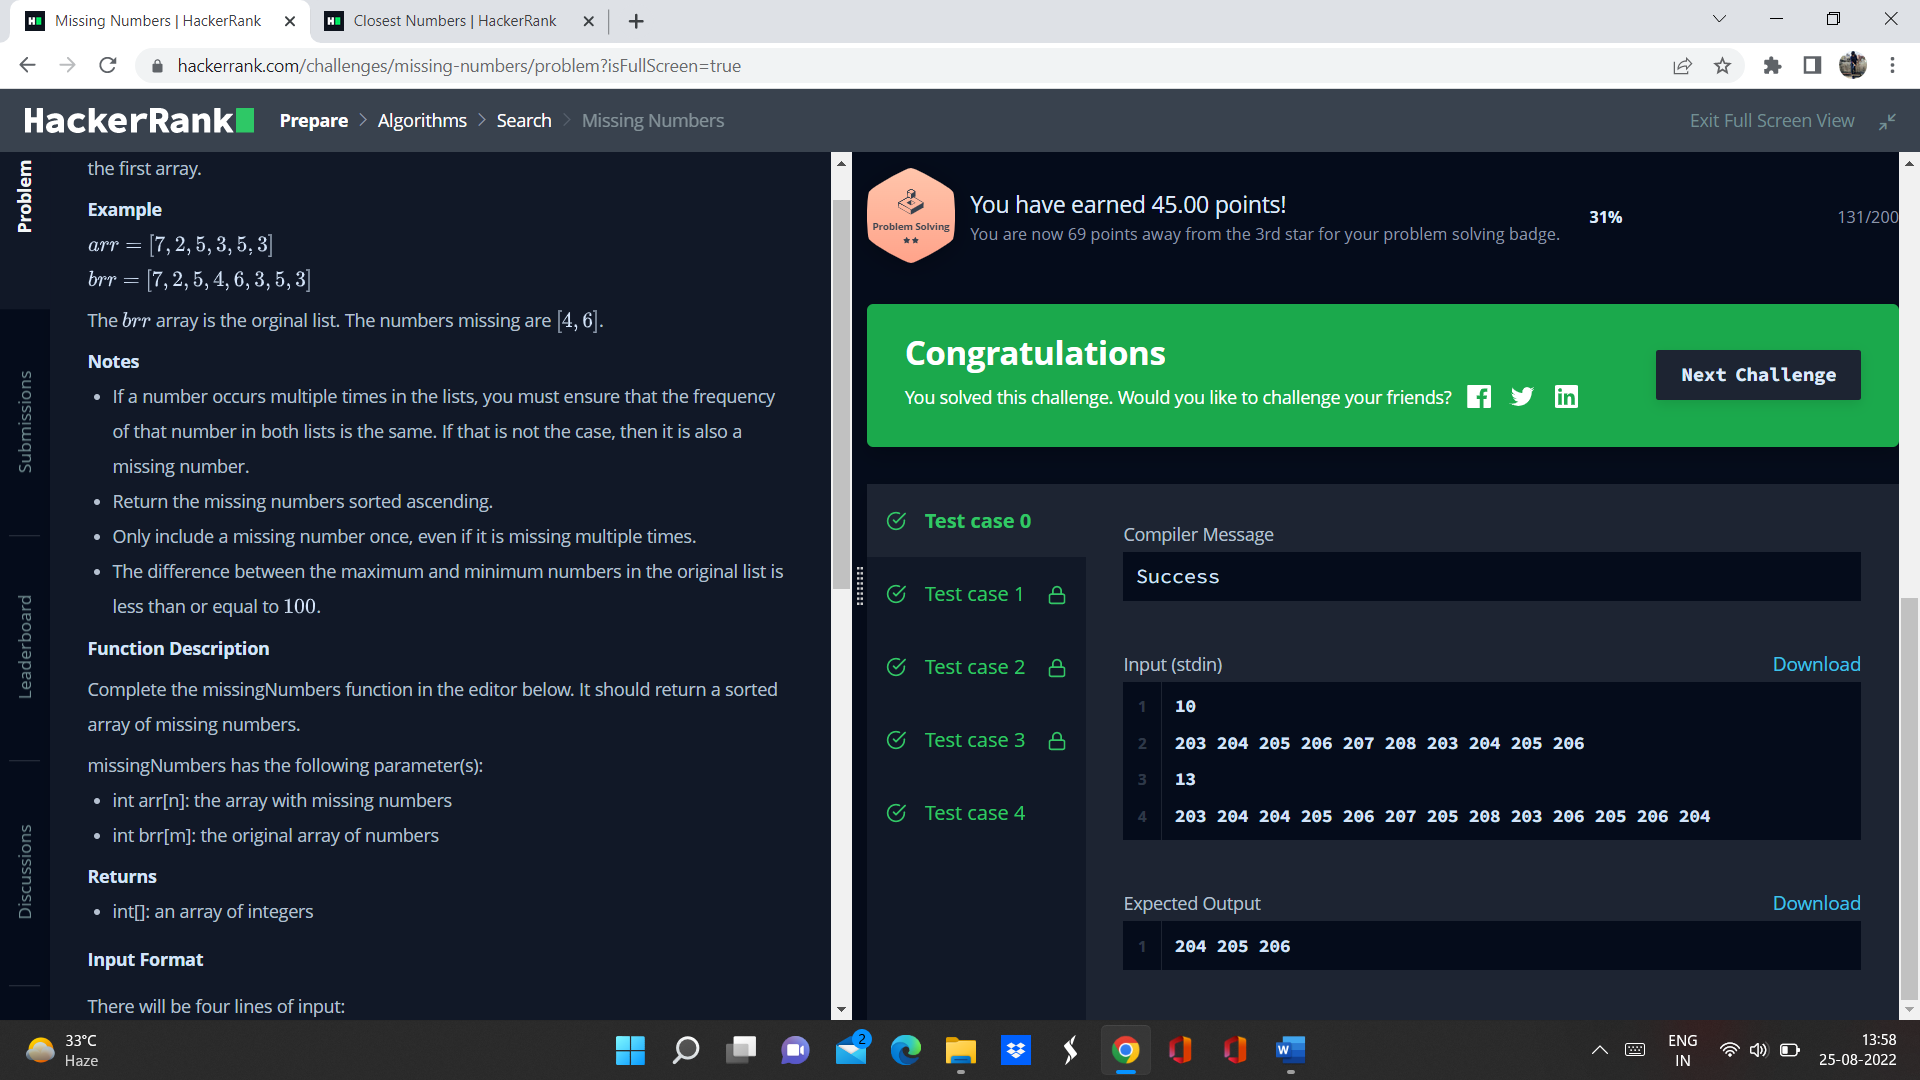 Missing Numbers | HackerRank
Closest Numbers | HackerRank
hackerrank.com/challenges/missing-numbers/problem?isFullScreen=true
HackerRank
Prepare > Algorithms > Search > Missing Numbers
Exit Full Screen View
Problem
Submissions
Leaderboard
Discussions
the first array.
Example
arr = [7, 2, 5, 3, 5, 3]
brr = [7, 2, 5, 4, 6, 3, 5, 3]
The brr array is the orginal list. The numbers missing are [4, 6].
Notes
• If a number occurs multiple times in the lists, you must ensure that the frequency
of that number in both lists is the same. If that is not the case, then it is also a
missing number.
• Return the missing numbers sorted ascending.
• Only include a missing number once, even if it is missing multiple times.
• The difference between the maximum and minimum numbers in the original list is
less than or equal to 100.
Function Description
Complete the missingNumbers function in the editor below. It should return a sorted
array of missing numbers.
missingNumbers has the following parameter(s):
• int arr[n]: the array with missing numbers
• int brr[m]: the original array of numbers
Returns
• int[]: an array of integers
Input Format
There will be four lines of input:
Problem Solving
You have earned 45.00 points!
You are now 69 points away from the 3rd star for your problem solving badge.
31%
131/200
Congratulations
You solved this challenge. Would you like to challenge your friends?
Next Challenge
Test case 0
Test case 1
Test case 2
Test case 3
Test case 4
Compiler Message
Success
Input (stdin)
Download
1 10
2 203 204 205 206 207 208 203 204 205 206
3 13
4 203 204 204 205 206 207 205 208 203 206 205 206 204
Expected Output
Download
1 204 205 206
33°C
Haze
2
ENG
IN
13:58
25-08-2022